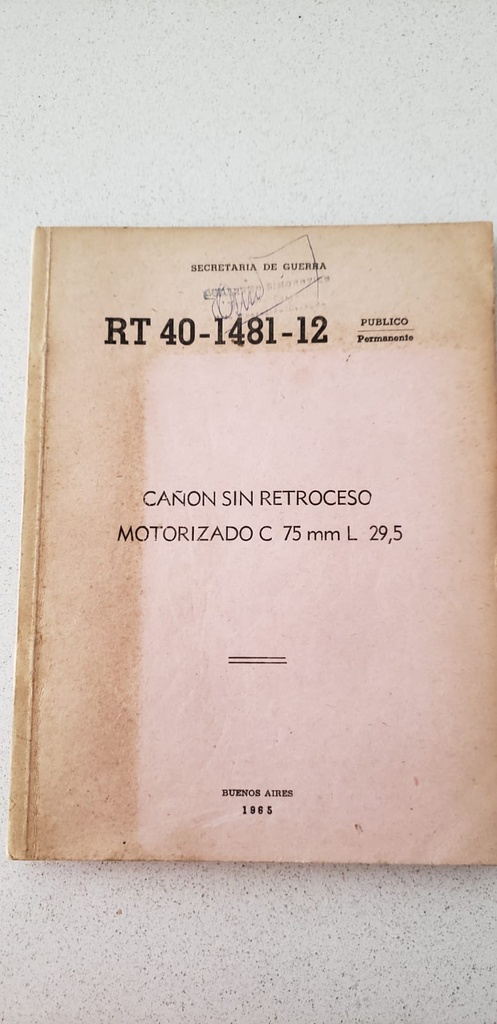 SECRETARIA DE GUERRA
RT 40-1481-12
PUBLICO
Permanente
CAÑON SIN RETROCESO
MOTORIZADO C 75 mm L 29,5
BUENOS AIRES
1965